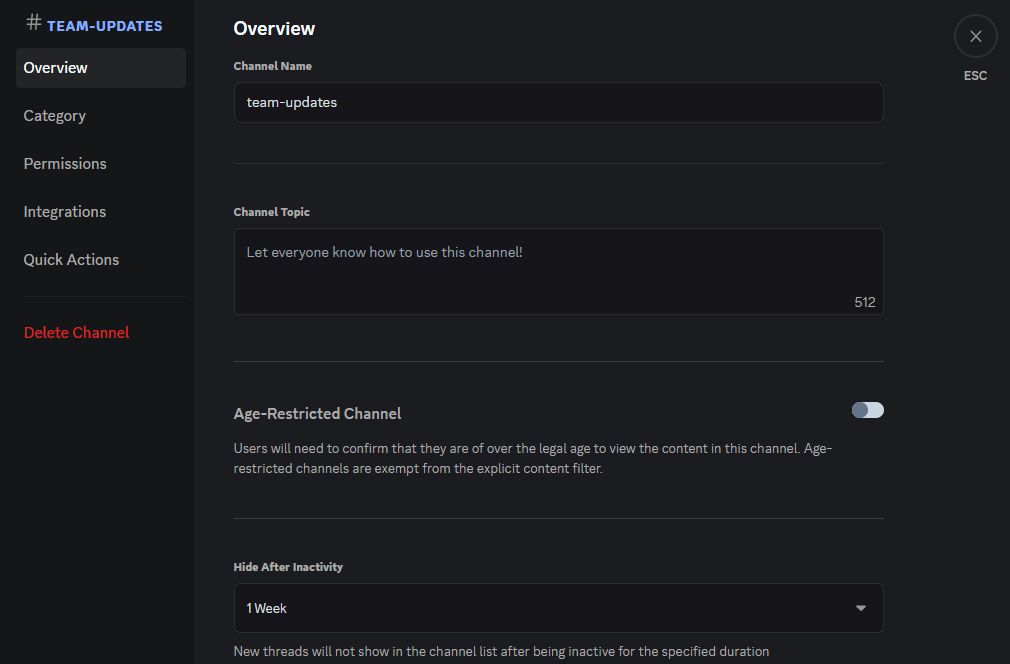 # TEAM-UPDATES
Overview
Category
Permissions
Integrations
Quick Actions
Delete Channel
Overview
ESC
Channel Name
team-updates
Channel Topic
Let everyone know how to use this channel!
512
Age-Restricted Channel
Users will need to confirm that they are of over the legal age to view the content in this channel. Age-
restricted channels are exempt from the explicit content filter.
Hide After Inactivity
1 Week
New threads will not show in the channel list after being inactive for the specified duration